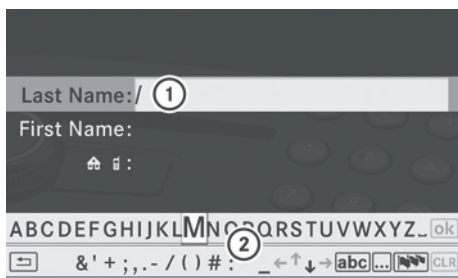 Last Name:/ 1
First Name:
:
ABCDEFGHIJKLMNOPQRSTUVWXYZ_ ok
2
&'+;,.-/()#: _←↑↓→ abc ... CLR